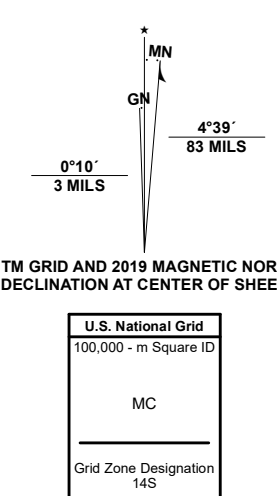 ★
MN
GN
4°39´
83 MILS
0°10´
3 MILS
TM GRID AND 2019 MAGNETIC NOR
DECLINATION AT CENTER OF SHEE
U.S. National Grid
100,000 - m Square ID
MC
Grid Zone Designation
14S